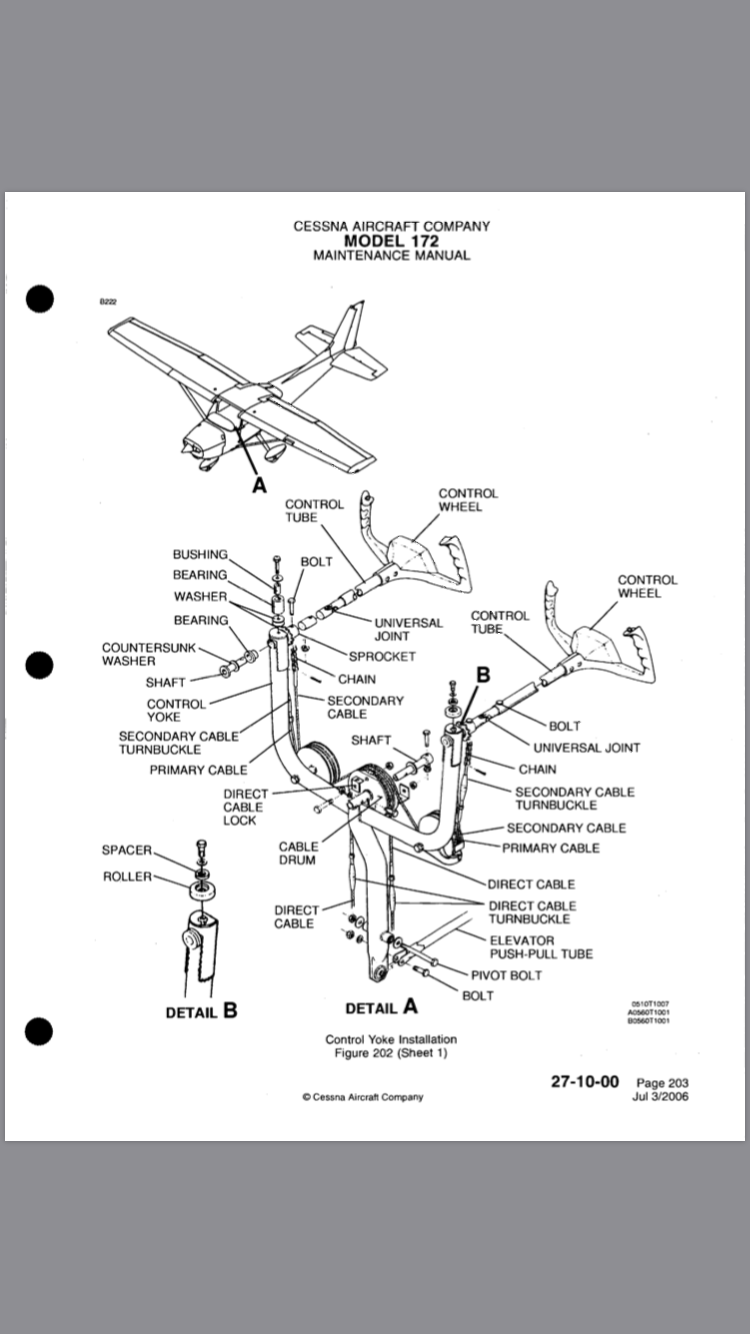 CESSNA AIRCRAFT COMPANY
MODEL 172
MAINTENANCE MANUAL
B222
A
CONTROL
TUBE
CONTROL
WHEEL
BUSHING
BOLT
BEARING
WASHER
BEARING
UNIVERSAL
JOINT
CONTROL
TUBE
CONTROL
WHEEL
COUNTERSUNK
WASHER
SPROCKET
SHAFT
CHAIN
B
CONTROL
YOKE
SECONDARY
CABLE
SECONDARY CABLE
TURNBUCKLE
SHAFT
BOLT
UNIVERSAL JOINT
PRIMARY CABLE
CHAIN
DIRECT
CABLE
LOCK
SECONDARY CABLE
TURNBUCKLE
SECONDARY CABLE
CABLE
DRUM
PRIMARY CABLE
SPACER
ROLLER
DIRECT CABLE
DIRECT
CABLE
DIRECT CABLE
TURNBUCKLE
ELEVATOR
PUSH-PULL TUBE
PIVOT BOLT
BOLT
DETAIL B
DETAIL A
0510T1007
A0560T1001
B0560T1001
Control Yoke Installation
Figure 202 (Sheet 1)
27-10-00 Page 203
© Cessna Aircraft Company
Jul 3/2006